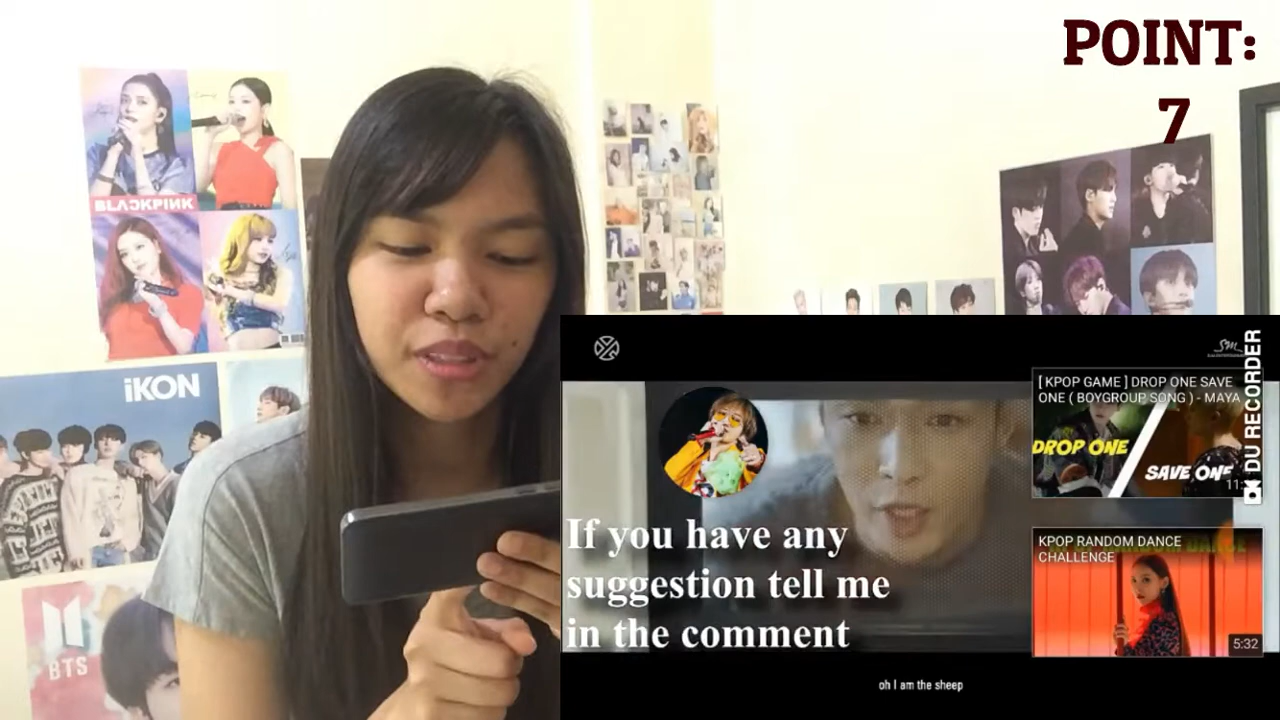 POINT:
7
BLACKPINK
iKON
BTS
SM
DU RECORDER
[ KPOP GAME ] DROP ONE SAVE
ONE ( BOYGROUP SONG ) - MAYA
DROP ONE
SAVE ONE
11:
If you have any
suggestion tell me
in the comment
KPOP RANDOM DANCE
CHALLENGE
5:32
oh I am the sheep